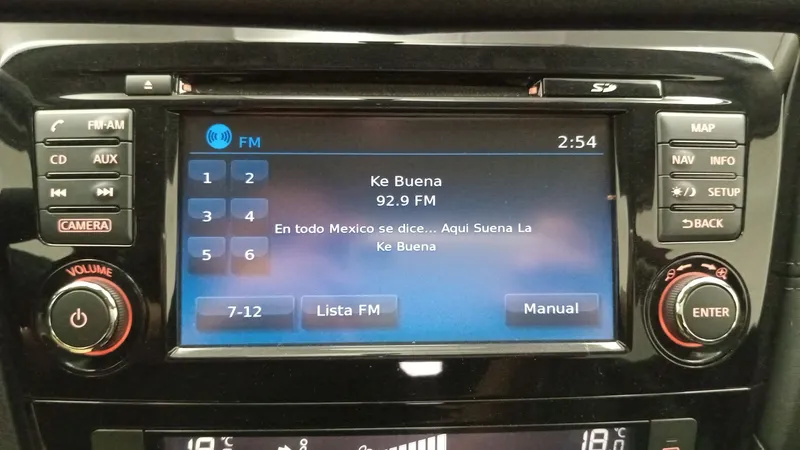 SD
FM·AM
CD AUX
CAMERA
VOLUME
FM 2:54
1 2
3 4
5 6
Ke Buena
92.9 FM
En todo Mexico se dice... Aqui Suena La
Ke Buena
7-12 Lista FM Manual
MAP
NAV INFO
SETUP
BACK
ENTER
18 °C
18 °C